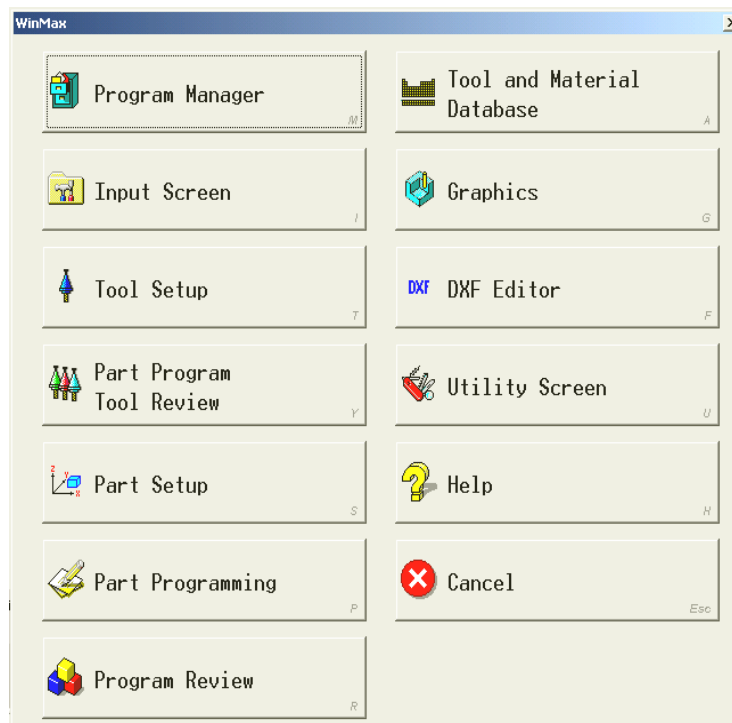 WinMax
Program Manager
M
Tool and Material
Database
A
Input Screen
I
Graphics
G
Tool Setup
T
DXF
DXF Editor
F
Part Program
Tool Review
Y
Utility Screen
U
Z
Y
X
Part Setup
S
Help
H
Part Programming
P
Cancel
Esc
Program Review
R